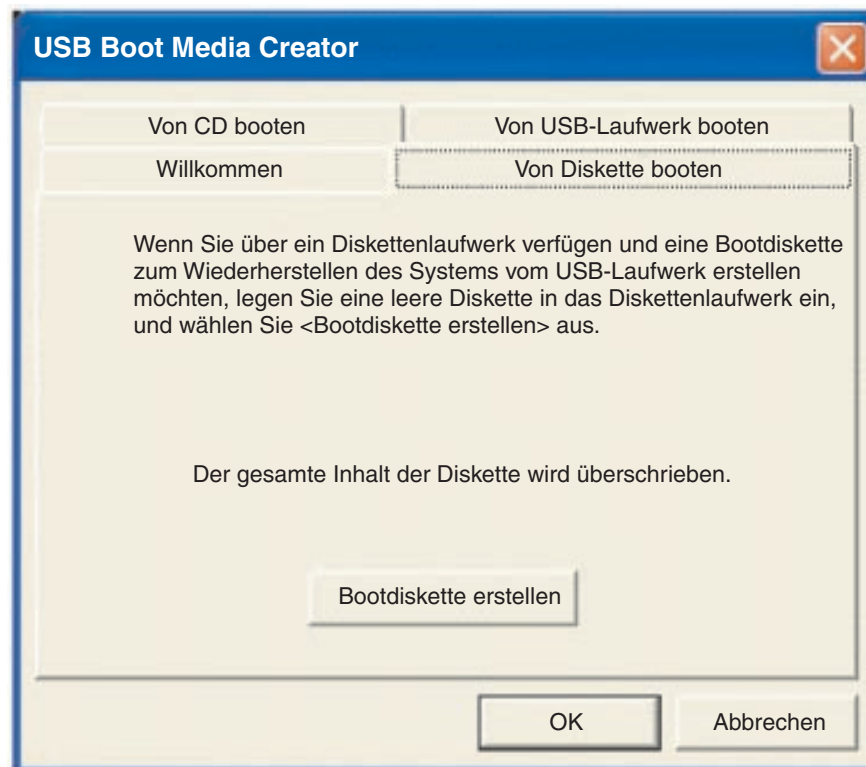 USB Boot Media Creator
Von CD booten
Von USB-Laufwerk booten
Willkommen
Von Diskette booten
Wenn Sie über ein Diskettenlaufwerk verfügen und eine Bootdiskette
zum Wiederherstellen des Systems vom USB-Laufwerk erstellen
möchten, legen Sie eine leere Diskette in das Diskettenlaufwerk ein,
und wählen Sie <Bootdiskette erstellen> aus.
Der gesamte Inhalt der Diskette wird überschrieben.
Bootdiskette erstellen
OK
Abbrechen